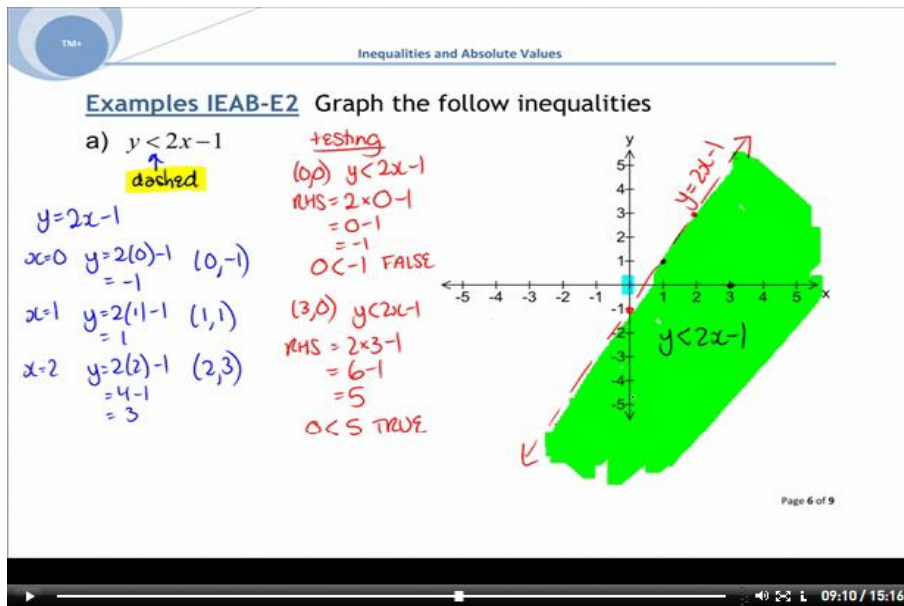 TM+
Inequalities and Absolute Values
Examples IEAB-E2 Graph the follow inequalities
a) y < 2x − 1
dashed
y=2x-1
x=0 y=2(0)-1 (0,-1)
= -1
x=1 y=2(1)-1 (1,1)
= 1
x=2 y=2(2)-1 (2,3)
= 4-1
= 3
testing
(0,0) y<2x-1
RHS = 2×0-1
= 0-1
= -1
0<-1 FALSE
(3,0) y<2x-1
RHS = 2×3-1
= 6-1
= 5
0<5 TRUE
y
5
4
3
2
1
-5 -4 -3 -2 -1 1 2 3 4 5 x
-1
-2
-3
-4
-5
y=2x-1
y<2x-1
Page 6 of 9
09:10 / 15:16